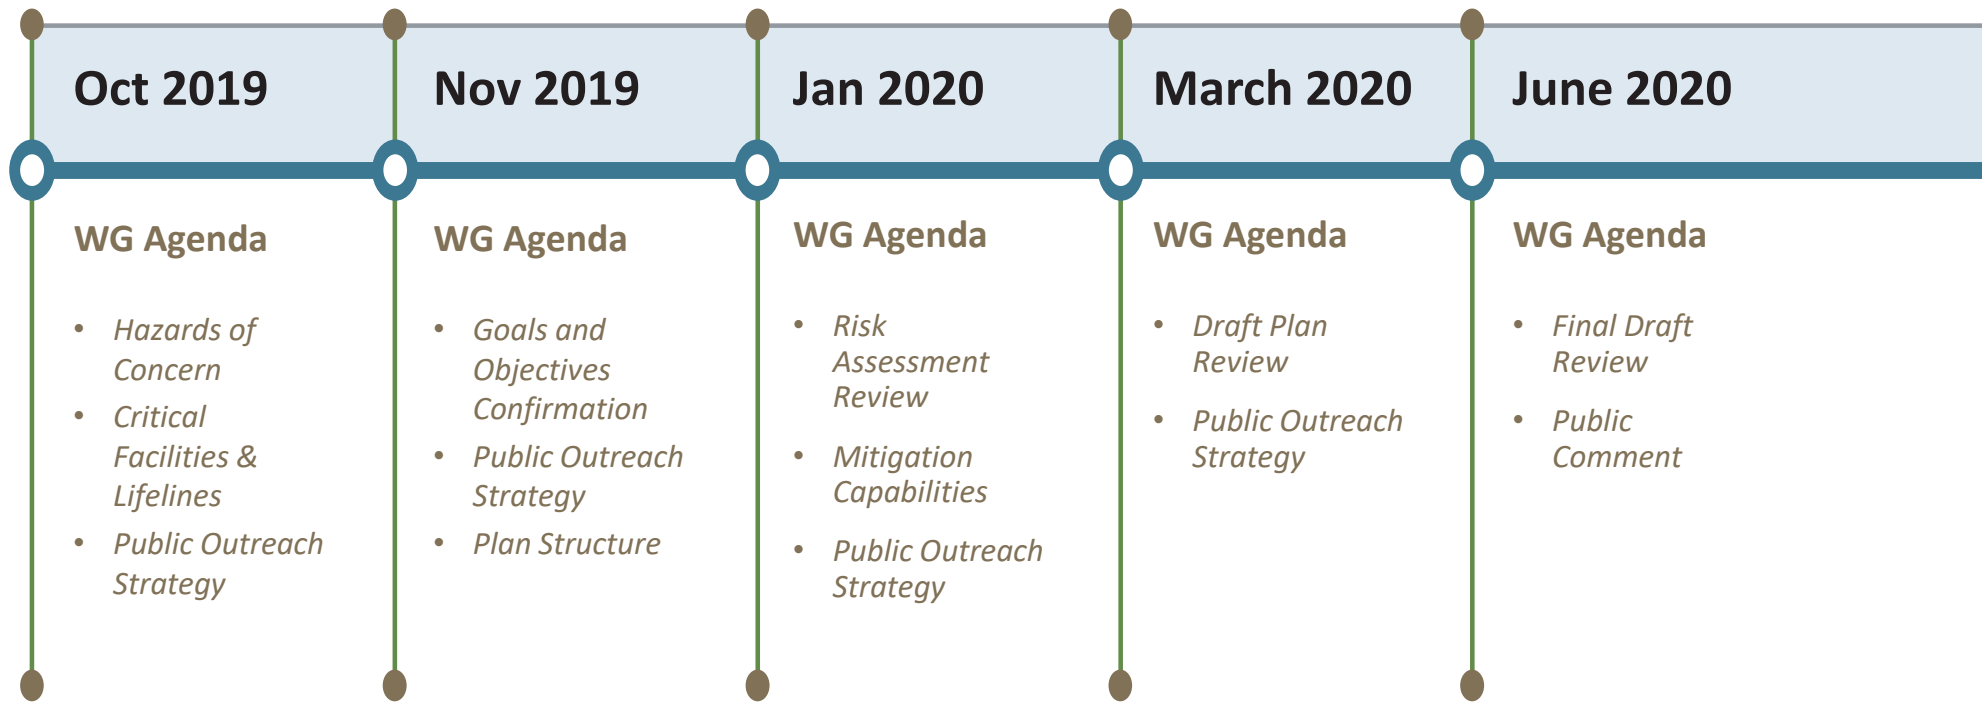 Oct 2019
WG Agenda
• Hazards of
Concern
• Critical
Facilities &
Lifelines
• Public Outreach
Strategy
Nov 2019
WG Agenda
• Goals and
Objectives
Confirmation
• Public Outreach
Strategy
• Plan Structure
Jan 2020
WG Agenda
• Risk
Assessment
Review
• Mitigation
Capabilities
• Public Outreach
Strategy
March 2020
WG Agenda
• Draft Plan
Review
• Public Outreach
Strategy
June 2020
WG Agenda
• Final Draft
Review
• Public
Comment